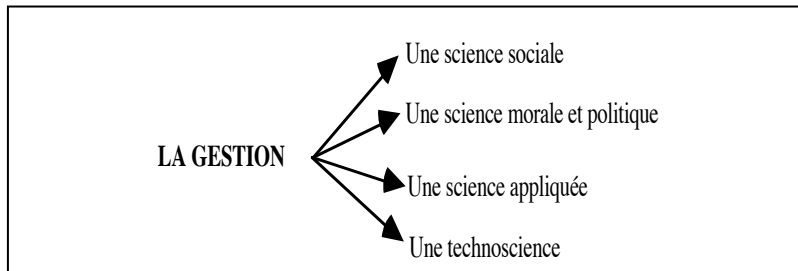 Une science sociale
Une science morale et politique
LA GESTION
Une science appliquée
Une technoscience